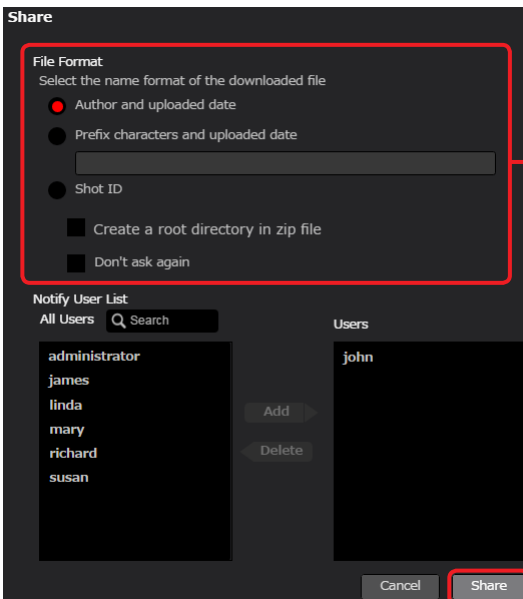 Share
File Format
Select the name format of the downloaded file
Author and uploaded date
Prefix characters and uploaded date
Shot ID
Create a root directory in zip file
Don't ask again
Notify User List
All Users Search
Users
administrator
james
linda
mary
richard
susan
john
Add
Delete
Cancel Share